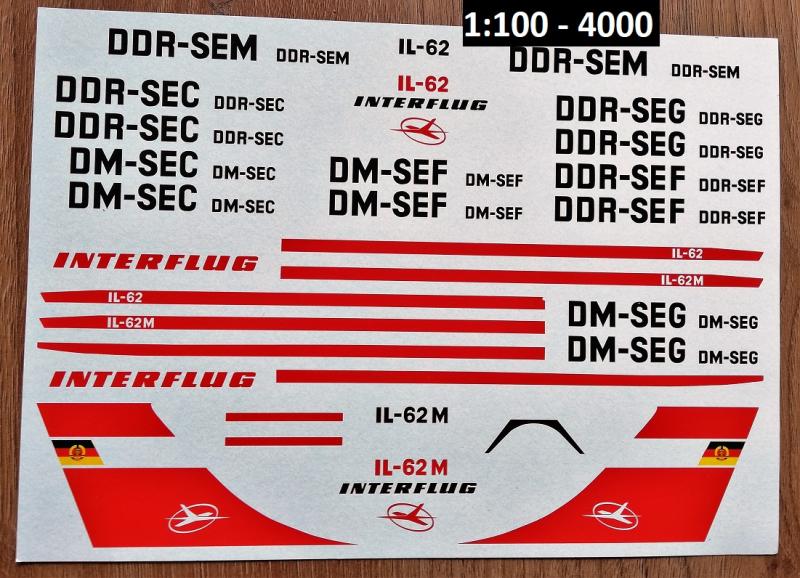 1:100 - 4000
DDR-SEM DDR-SEM IL-62 DDR-SEM DDR-SEM
IL-62
INTERFLUG
DDR-SEC DDR-SEC
DDR-SEC DDR-SEC
DM-SEC DM-SEC
DM-SEC DM-SEC
DM-SEF DM-SEF
DM-SEF DM-SEF
DDR-SEG DDR-SEG
DDR-SEG DDR-SEG
DDR-SEF DDR-SEF
DDR-SEF DDR-SEF
INTERFLUG
IL-62
IL-62M
IL-62
IL-62M
DM-SEG DM-SEG
DM-SEG DM-SEG
INTERFLUG
IL-62M
IL-62M
INTERFLUG